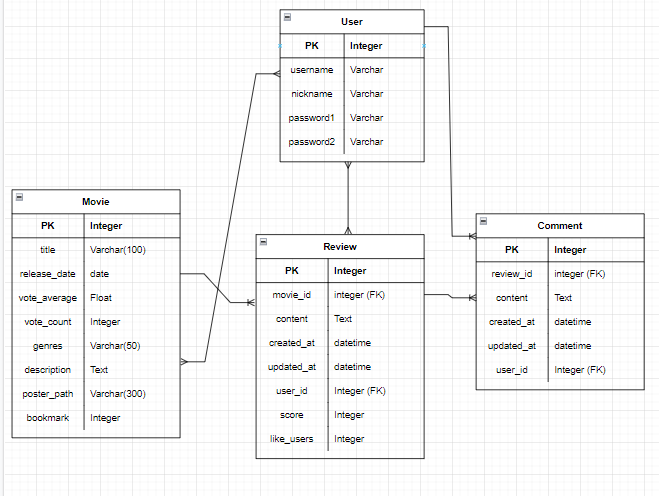 User
PK Integer
username Varchar
nickname Varchar
password1 Varchar
password2 Varchar
Movie
PK Integer
title Varchar(100)
release_date date
vote_average Float
vote_count Integer
genres Varchar(50)
description Text
poster_path Varchar(300)
bookmark Integer
Review
PK Integer
movie_id integer (FK)
content Text
created_at datetime
updated_at datetime
user_id Integer (FK)
score Integer
like_users Integer
Comment
PK Integer
review_id integer (FK)
content Text
created_at datetime
updated_at datetime
user_id Integer (FK)